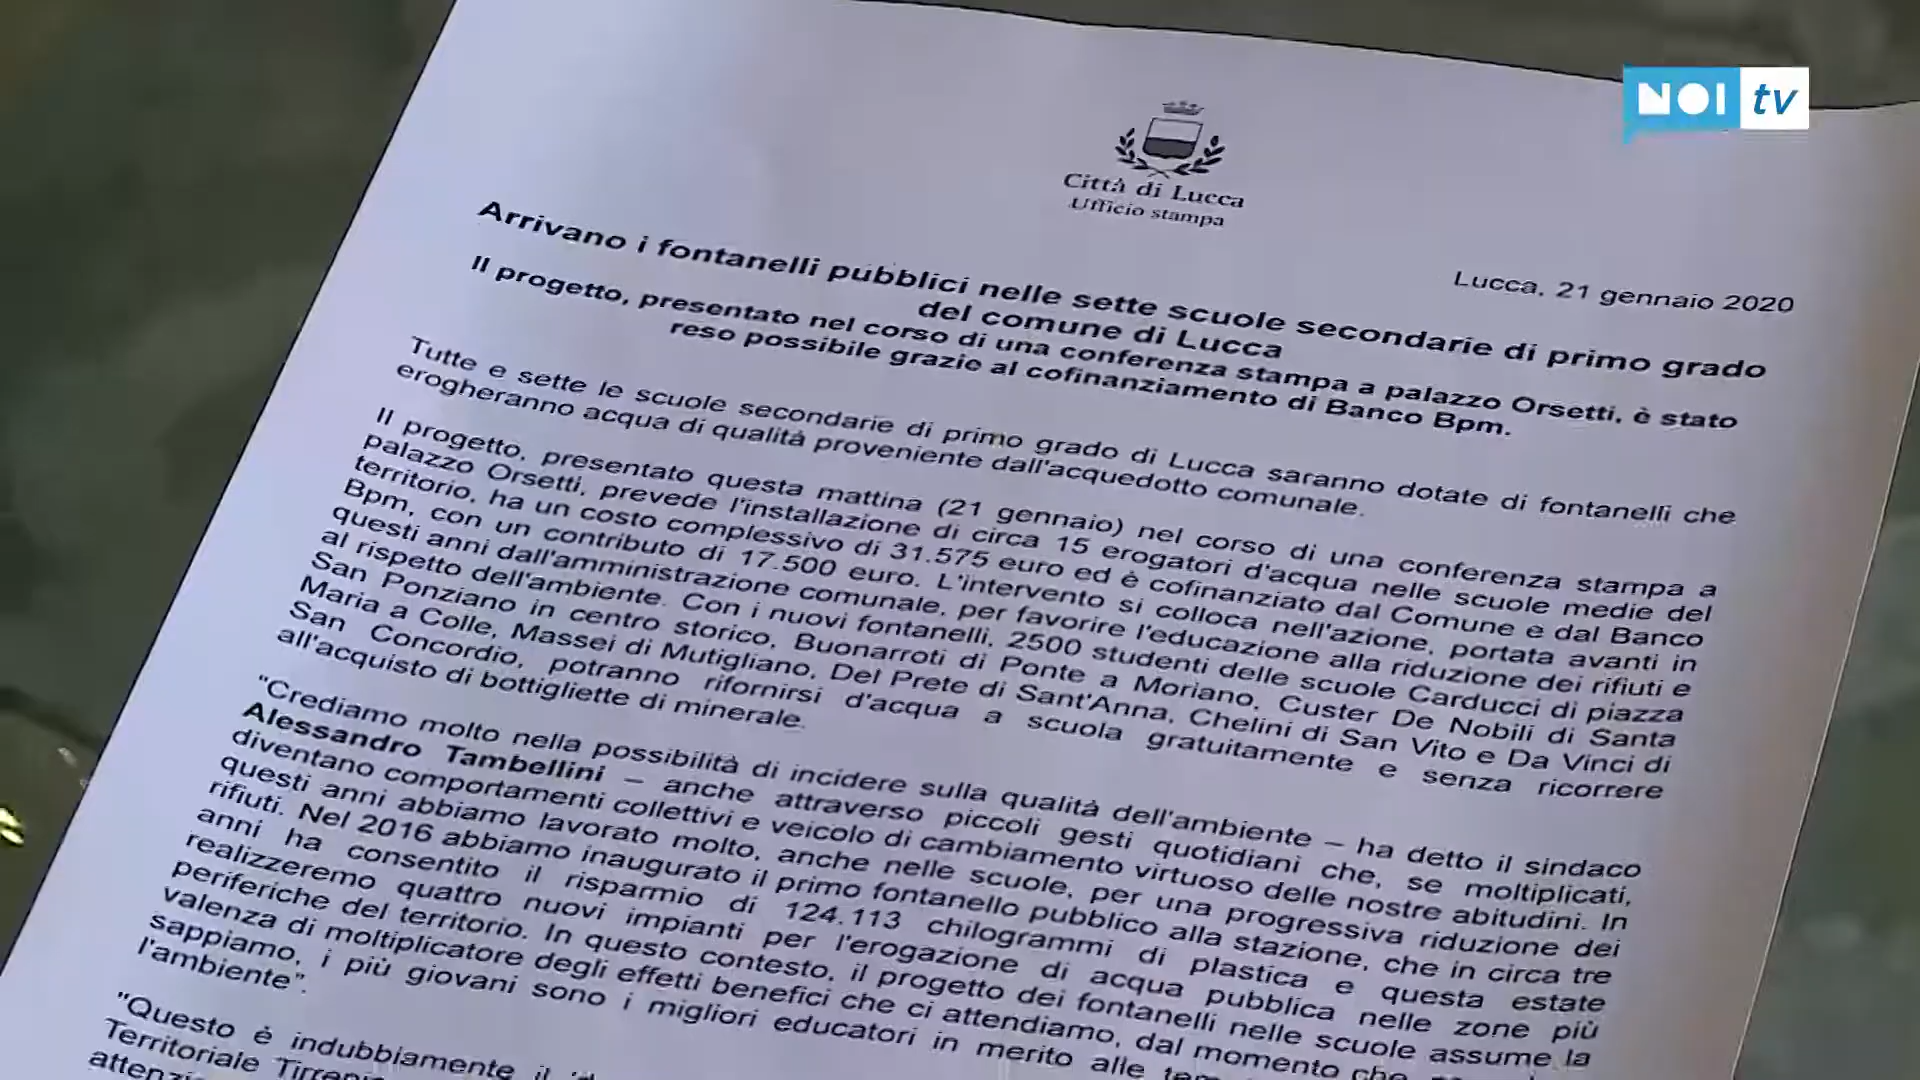 NOI tv
Città di Lucca
Ufficio stampa
Lucca, 21 gennaio 2020
Arrivano i fontanelli pubblici nelle sette scuole secondarie di primo grado
del comune di Lucca
Il progetto, presentato nel corso di una conferenza stampa a palazzo Orsetti, è stato
reso possibile grazie al cofinanziamento di Banco Bpm.
Tutte e sette le scuole secondarie di primo grado di Lucca saranno dotate di fontanelli che
erogheranno acqua di qualità proveniente dall'acquedotto comunale.
Il progetto, presentato questa mattina (21 gennaio) nel corso di una conferenza stampa a
palazzo Orsetti, prevede l'installazione di circa 15 erogatori d'acqua nelle scuole medie del
territorio, ha un costo complessivo di 31.575 euro ed è cofinanziato dal Comune e dal Banco
Bpm, con un contributo di 17.500 euro. L'intervento si colloca nell'azione, portata avanti in
questi anni dall'amministrazione comunale, per favorire l'educazione alla riduzione dei rifiuti e
al rispetto dell'ambiente. Con i nuovi fontanelli, 2500 studenti delle scuole Carducci di piazza
San Ponziano in centro storico, Buonarroti di Ponte a Moriano, Custer De Nobili di Santa
Maria a Colle, Massei di Mutigliano, Del Prete di Sant'Anna, Chelini di San Vito e Da Vinci di
San Concordio, potranno rifornirsi d'acqua a scuola gratuitamente e senza ricorrere
all'acquisto di bottigliette di minerale.
"Crediamo molto nella possibilità di incidere sulla qualità dell'ambiente – ha detto il sindaco
Alessandro Tambellini – anche attraverso piccoli gesti quotidiani che, se moltiplicati,
diventano comportamenti collettivi e veicolo di cambiamento virtuoso delle nostre abitudini. In
questi anni abbiamo lavorato molto, anche nelle scuole, per una progressiva riduzione dei
rifiuti. Nel 2016 abbiamo inaugurato il primo fontanello pubblico alla stazione, che in circa tre
anni ha consentito il risparmio di 124.113 chilogrammi di plastica e questa estate
realizzeremo quattro nuovi impianti per l'erogazione di acqua pubblica nelle zone più
periferiche del territorio. In questo contesto, il progetto dei fontanelli nelle scuole assume la
valenza di moltiplicatore degli effetti benefici che ci attendiamo, dal momento che
sappiamo, i più giovani sono i migliori educatori in merito alle
l'ambiente".
"Questo è indubbiamente il
Territoriale